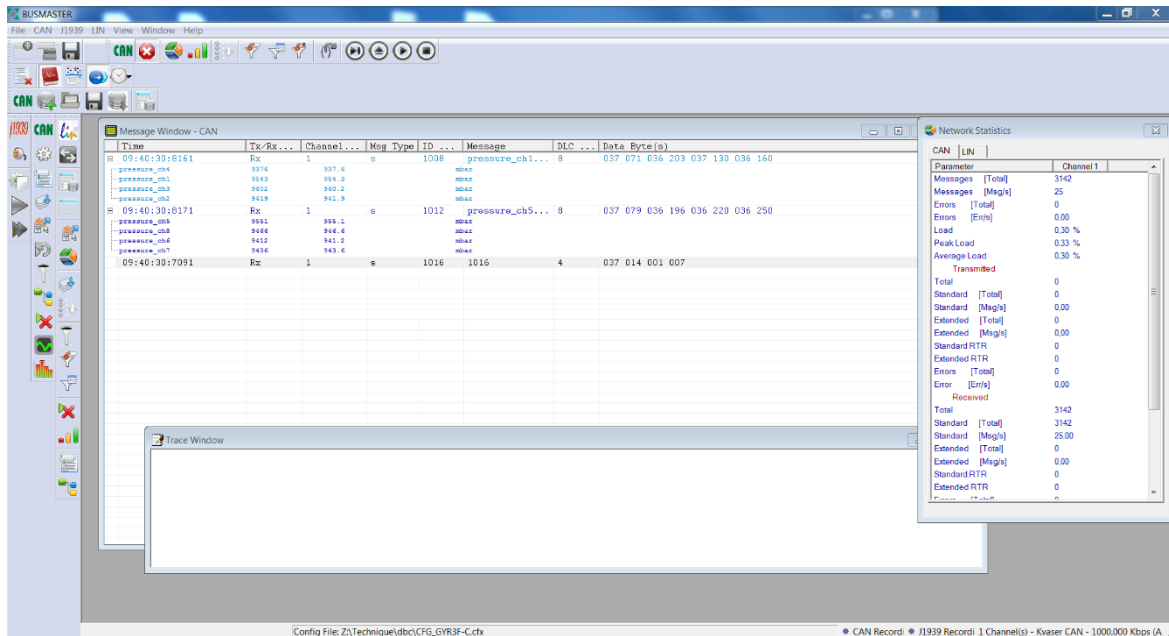 BUSMASTER
File CAN J1939 LIN View Window Help
CAN
CAN
J1939 CAN Lin
Message Window - CAN
Time Tx/Rx... Channel... Msg Type ID ... Message DLC ... Data Byte(s)
09:40:30:8161 Rx 1 s 1008 pressure_ch1... 8 037 071 036 203 037 130 036 160
pressure_ch4 9376 937.6 mbar
pressure_ch1 9543 954.3 mbar
pressure_ch3 9602 960.2 mbar
pressure_ch2 9419 941.9 mbar
09:40:30:8171 Rx 1 s 1012 pressure_ch5... 8 037 079 036 196 036 220 036 250
pressure_ch5 9551 955.1 mbar
pressure_ch8 9466 946.6 mbar
pressure_ch6 9412 941.2 mbar
pressure_ch7 9436 943.6 mbar
09:40:30:7091 Rx 1 s 1016 1016 4 037 014 001 007
Trace Window
Network Statistics
CAN LIN
Parameter Channel 1
Messages [Total] 3142
Messages [Msg/s] 25
Errors [Total] 0
Errors [Err/s] 0,00
Load 0,30 %
Peak Load 0,33 %
Average Load 0,30 %
Transmitted
Total 0
Standard [Total] 0
Standard [Msg/s] 0,00
Extended [Total] 0
Extended [Msg/s] 0,00
Standard RTR 0
Extended RTR 0
Errors [Total] 0
Error [Err/s] 0.00
Received
Total 3142
Standard [Total] 3142
Standard [Msg/s] 25,00
Extended [Total] 0
Extended [Msg/s] 0,00
Standard RTR 0
Extended RTR 0
Config File: Z:\Technique\dbc\CFG_GYR3F-C.cfx
CAN Recordi J1939 Recordi 1 Channel(s) - Kvaser CAN - 1000,000 Kbps (A